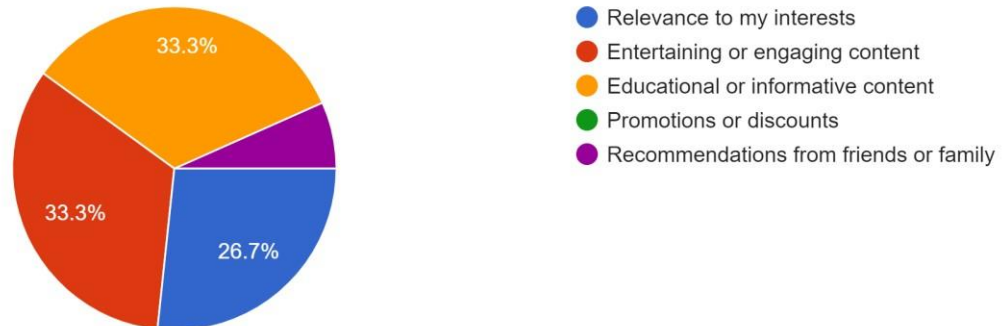 33.3%
33.3%
26.7%
Relevance to my interests
Entertaining or engaging content
Educational or informative content
Promotions or discounts
Recommendations from friends or family